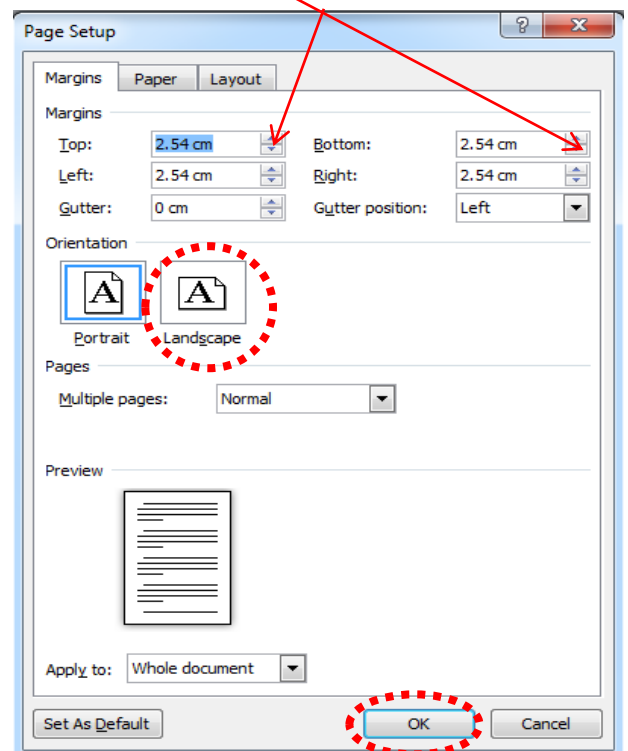 Page Setup
Margins Paper Layout
Margins
Top: 2.54 cm Bottom: 2.54 cm
Left: 2.54 cm Right: 2.54 cm
Gutter: 0 cm Gutter position: Left
Orientation
A A
Portrait Landscape
Pages
Multiple pages: Normal
Preview
Apply to: Whole document
Set As Default OK Cancel